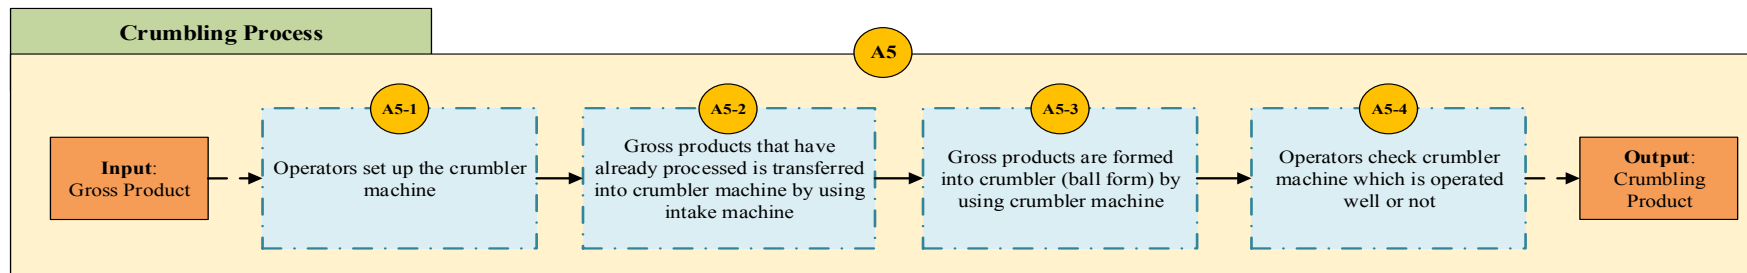 Crumbling Process
A5
Input:
Gross Product
A5-1
Operators set up the crumbler
machine
A5-2
Gross products that have
already processed is transferred
into crumbler machine by using
intake machine
A5-3
Gross products are formed
into crumbler (ball form) by
using crumbler machine
A5-4
Operators check crumbler
machine which is operated
well or not
Output:
Crumbling
Product